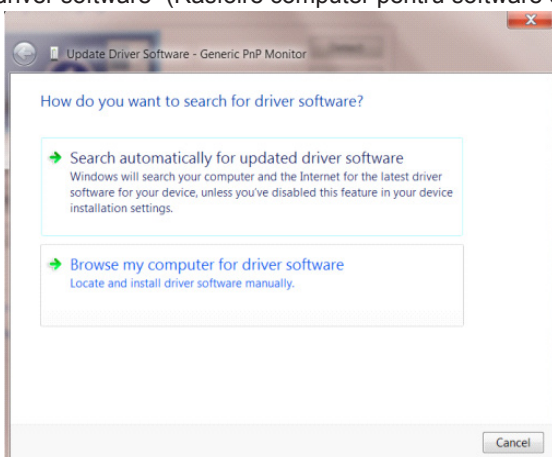 driver software" (Răsfoire computer pentru software
Update Driver Software - Generic PnP Monitor
How do you want to search for driver software?
Search automatically for updated driver software
Windows will search your computer and the Internet for the latest driver
software for your device, unless you've disabled this feature in your device
installation settings.
Browse my computer for driver software
Locate and install driver software manually.
Cancel